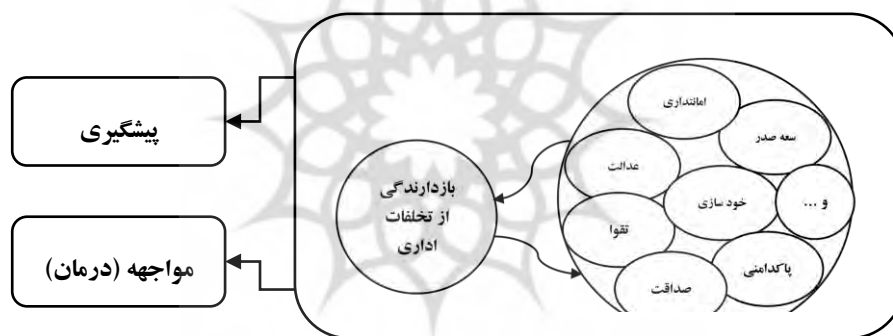 امانتداری
سعه صدر
عدالت
خود سازی
و ...
تقوا
پاکدامنی
صداقت
بازدارندگی
از تخلفات
اداری
پیشگیری
مواجهه (درمان)